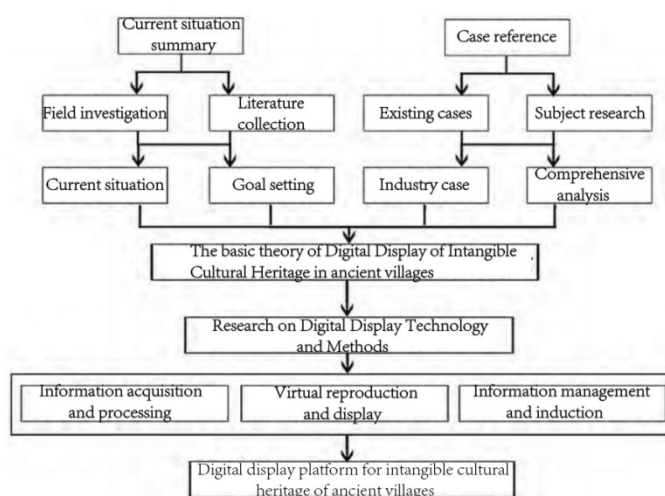 Current situation
summary
Case reference
Field investigation
Literature
collection
Existing cases
Subject research
Current situation
Goal setting
Industry case
Comprehensive
analysis
The basic theory of Digital Display of Intangible
Cultural Heritage in ancient villages
Research on Digital Display Technology
and Methods
Information acquisition
and processing
Virtual reproduction
and display
Information management
and induction
Digital display platform for intangible cultural
heritage of ancient villages